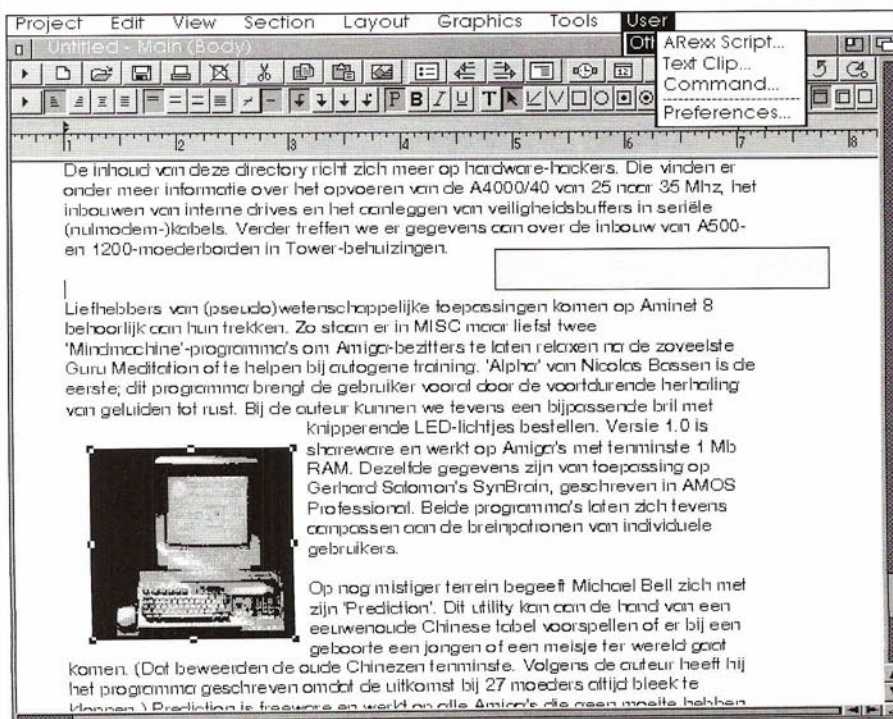 Project Edit View Section Layout Graphics Tools User
Untitled - Main (Body)
ARexx Script...
Text Clip...
Command...
Preferences...
De inhoud van deze directory richt zich meer op hardware-hackers. Die vinden er
onder meer informatie over het opvoeren van de A4000/40 van 25 naar 35 Mhz, het
inbouwen van interne drives en het aanleggen van veiligheidsbuffers in seriële
(nulmodem-)kabels. Verder treffen we er gegevens aan over de inbouw van A500-
en 1200-moederborden in Tower-behuizingen.
Liefhebbers van (pseudo)wetenschappelijke toepassingen komen op Aminet 8
behoorlijk aan hun trekken. Zo staan er in MISC maar liefst twee
'Mindmachine'-programma's om Amiga-bezitters te laten relaxen na de zoveelste
Guru Meditation of te helpen bij autogene training. 'Alpha' van Nicolas Bassen is de
eerste; dit programma brengt de gebruiker vooral door de voortdurende herhaling
van geluiden tot rust. Bij de auteur kunnen we tevens een bijpassende bril met
knipperende LED-lichtjes bestellen. Versie 1.0 is
shareware en werkt op Amiga's met tenminste 1 Mb
RAM. Dezelfde gegevens zijn van toepassing op
Gerhard Salomon's SynBrain, geschreven in AMOS
Professional. Beide programma's laten zich tevens
aanpassen aan de breinpatronen van individuele
gebruikers.
Op nog mistiger terrein begeeft Michael Bell zich met
zijn 'Prediction'. Dit utility kan aan de hand van een
eeuwenoude Chinese tabel voorspellen of er bij een
geboorte een jongen of een meisje ter wereld gaat
komen. (Dat beweerden de oude Chinezen tenminste. Volgens de auteur heeft hij
het programma geschreven omdat de uitkomst bij 27 moeders altijd bleek te
kloppen.) Prediction is freeware en werkt op alle Amiga's die geen moeite hebben